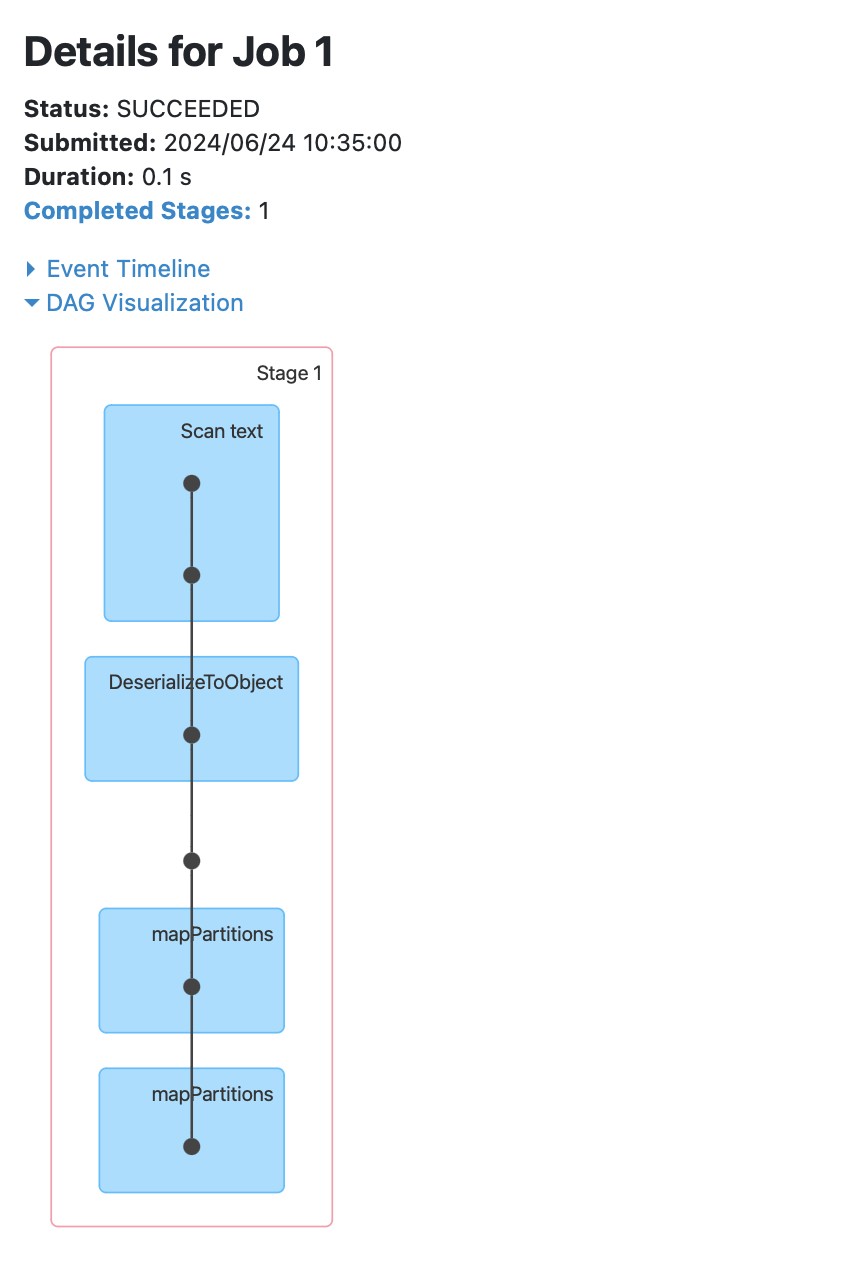 Details for Job 1
Status: SUCCEEDED
Submitted: 2024/06/24 10:35:00
Duration: 0.1 s
Completed Stages: 1
Event Timeline
DAG Visualization
Stage 1
Scan text
DeserializeToObject
mapPartitions
mapPartitions